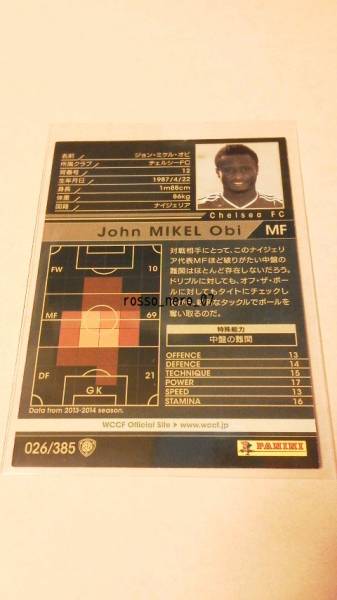 名前 ジョン・ミケル・オビ
所属クラブ チェルシーFC
背番号 12
生年月日 1987/4/22
身長 1m88cm
体重 86kg
国籍 ナイジェリア
Chelsea FC
John MIKEL Obi MF
FW 10
MF 69
DF 21
GK
Data from 2013-2014 season.
対戦相手にとって、このナイジェリ
ア代表MFほど破りがたい中盤の
難関はほとんど存在しないだろう。
ドリブルに対しても、オフ・ザ・ボー
ルに対してもタイトにチェックし
タックルでボールを
奪い取るのだ。
rosso_nero_07
特殊能力
中盤の難関
OFFENCE 13
DEFENCE 14
TECHNIQUE 15
POWER 17
SPEED 13
STAMINA 16
WCCF Official Site > www.wccf.jp
026/385
PANINI